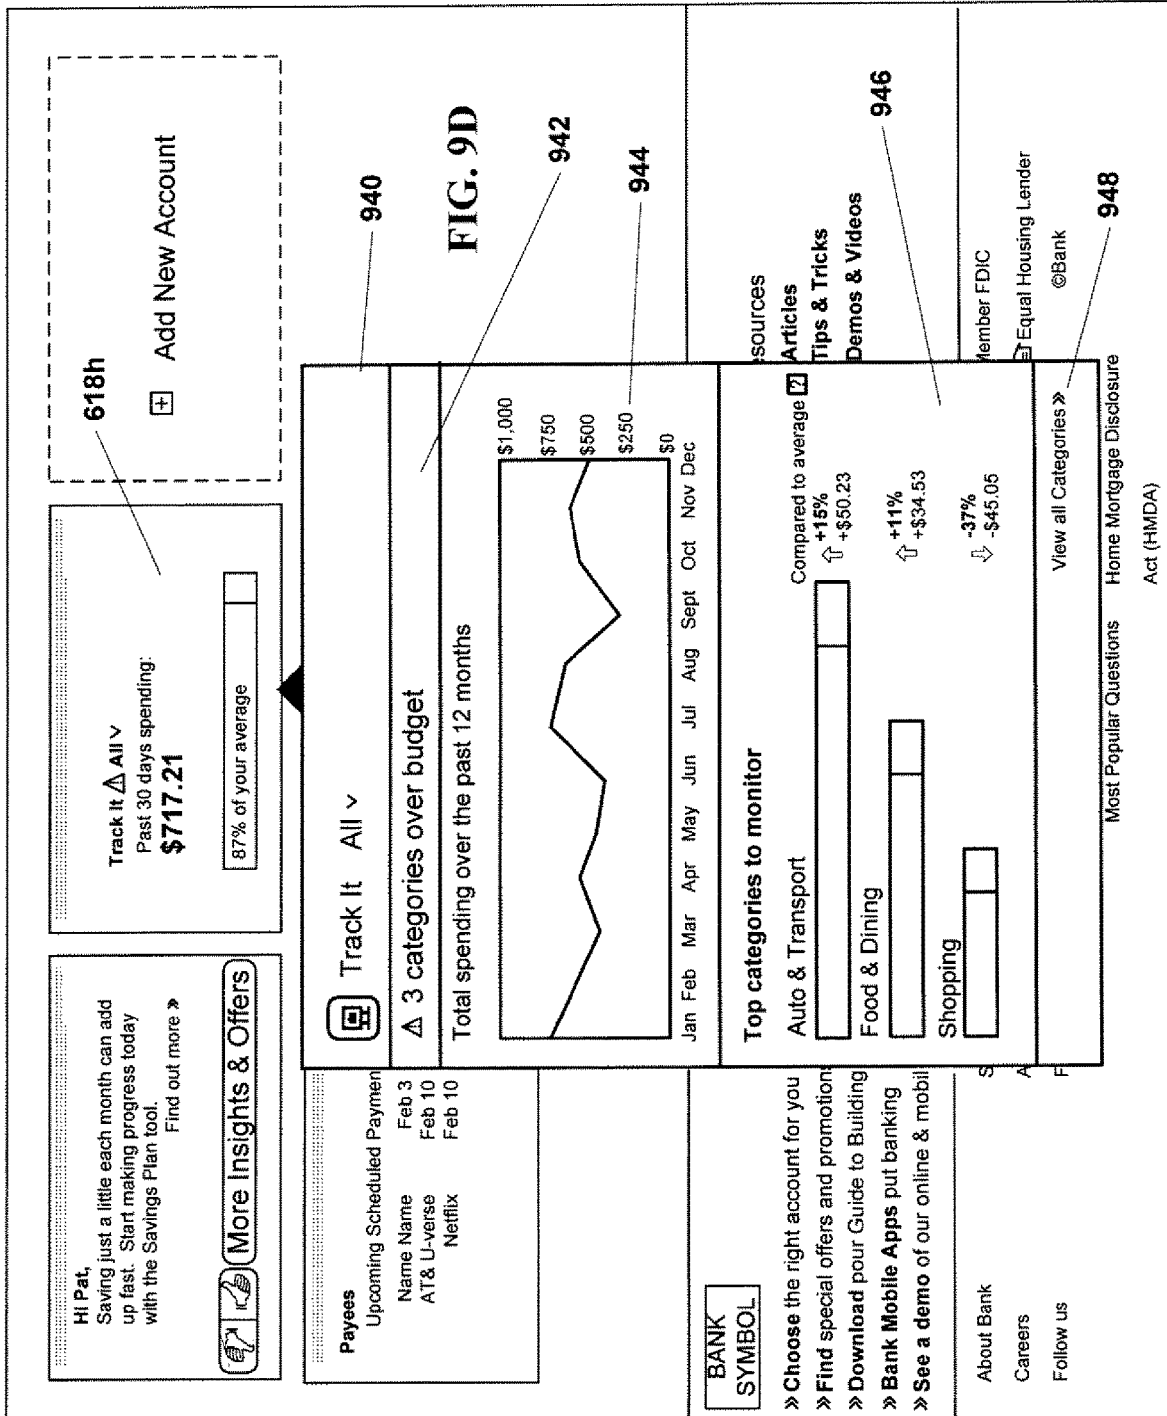 Hi Pat,
Saving just a little each month can add
up fast. Start making progress today
with the Savings Plan tool.
Find out more »
More Insights & Offers
Track It ⚠ All ˅
Past 30 days spending:
$717.21
87% of your average
618h
+ Add New Account
Payees
Upcoming Scheduled Paymen
Name Name Feb 3
AT& U-verse Feb 10
Netflix Feb 10
Track It All ˅
940
⚠ 3 categories over budget
FIG. 9D
942
Total spending over the past 12 months
944
$1,000
$750
$500
$250
$0
Jan Feb Mar Apr May Jun Jul Aug Sept Oct Nov Dec
Top categories to monitor
Compared to average ?
Auto & Transport
+15%
+$50.23
Food & Dining
+11%
+$34.53
Shopping
-37%
-$45.05
946
View all Categories »
948
BANK
SYMBOL
» Choose the right account for you
» Find special offers and promotion
» Download pour Guide to Building
» Bank Mobile Apps put banking
» See a demo of our online & mobil
esources
Articles
Tips & Tricks
Demos & Videos
About Bank
Careers
Follow us
S
A
F
Most Popular Questions
Home Mortgage Disclosure
Act (HMDA)
Member FDIC
Equal Housing Lender
©Bank